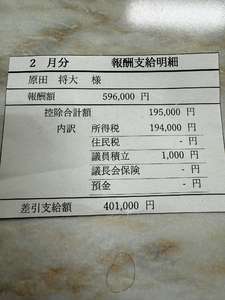 2 月分 報酬支給明細
原田 将大 様
報酬額 596,000 円
控除合計額 195,000 円
内訳 所得税 194,000 円
住民税 - 円
議員積立 1,000 円
議長会保険 - 円
預金 - 円
差引支給額 401,000 円